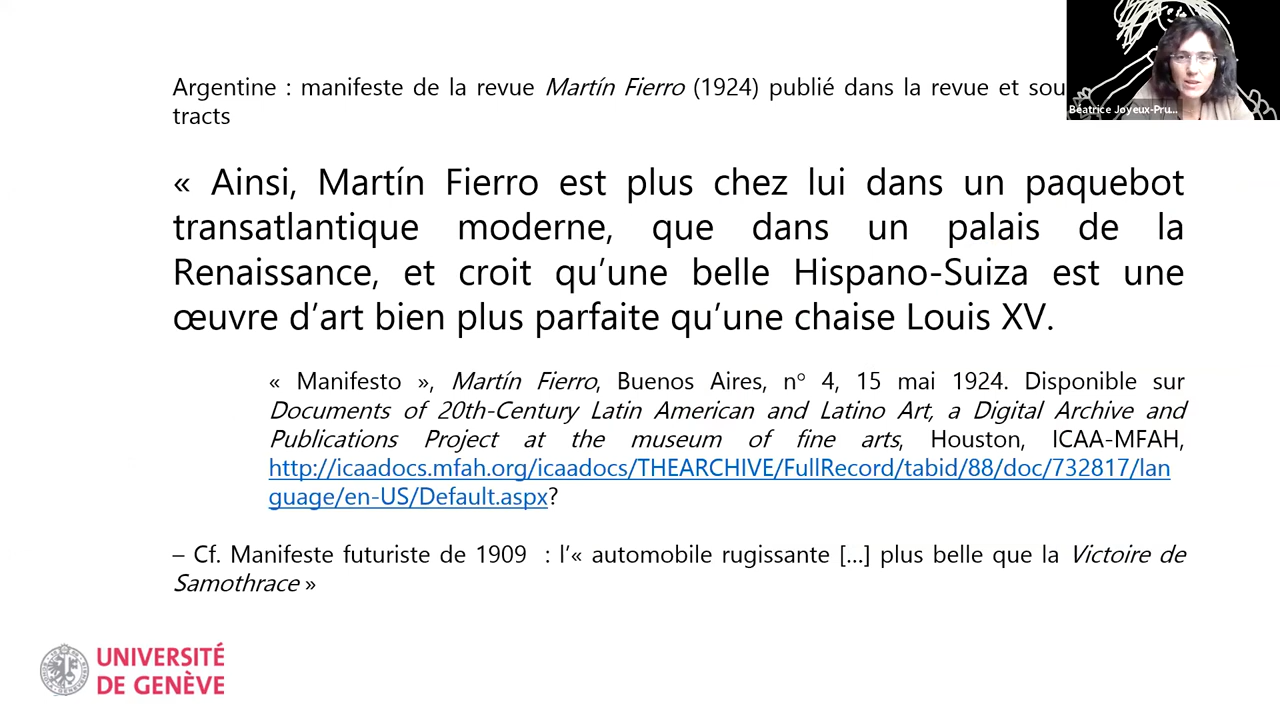 Argentine : manifeste de la revue Martín Fierro (1924) publié dans la revue et sou
tracts
Béatrice Joyeux-Pru...
« Ainsi, Martín Fierro est plus chez lui dans un paquebot
transatlantique moderne, que dans un palais de la
Renaissance, et croit qu’une belle Hispano-Suiza est une
œuvre d’art bien plus parfaite qu’une chaise Louis XV.
« Manifesto », Martín Fierro, Buenos Aires, n° 4, 15 mai 1924. Disponible sur
Documents of 20th-Century Latin American and Latino Art, a Digital Archive and
Publications Project at the museum of fine arts, Houston, ICAA-MFAH,
http://icaadocs.mfah.org/icaadocs/THEARCHIVE/FullRecord/tabid/88/doc/732817/lan
guage/en-US/Default.aspx?
– Cf. Manifeste futuriste de 1909 : l’« automobile rugissante [...] plus belle que la Victoire de
Samothrace »
UNIVERSITÉ
DE GENÈVE